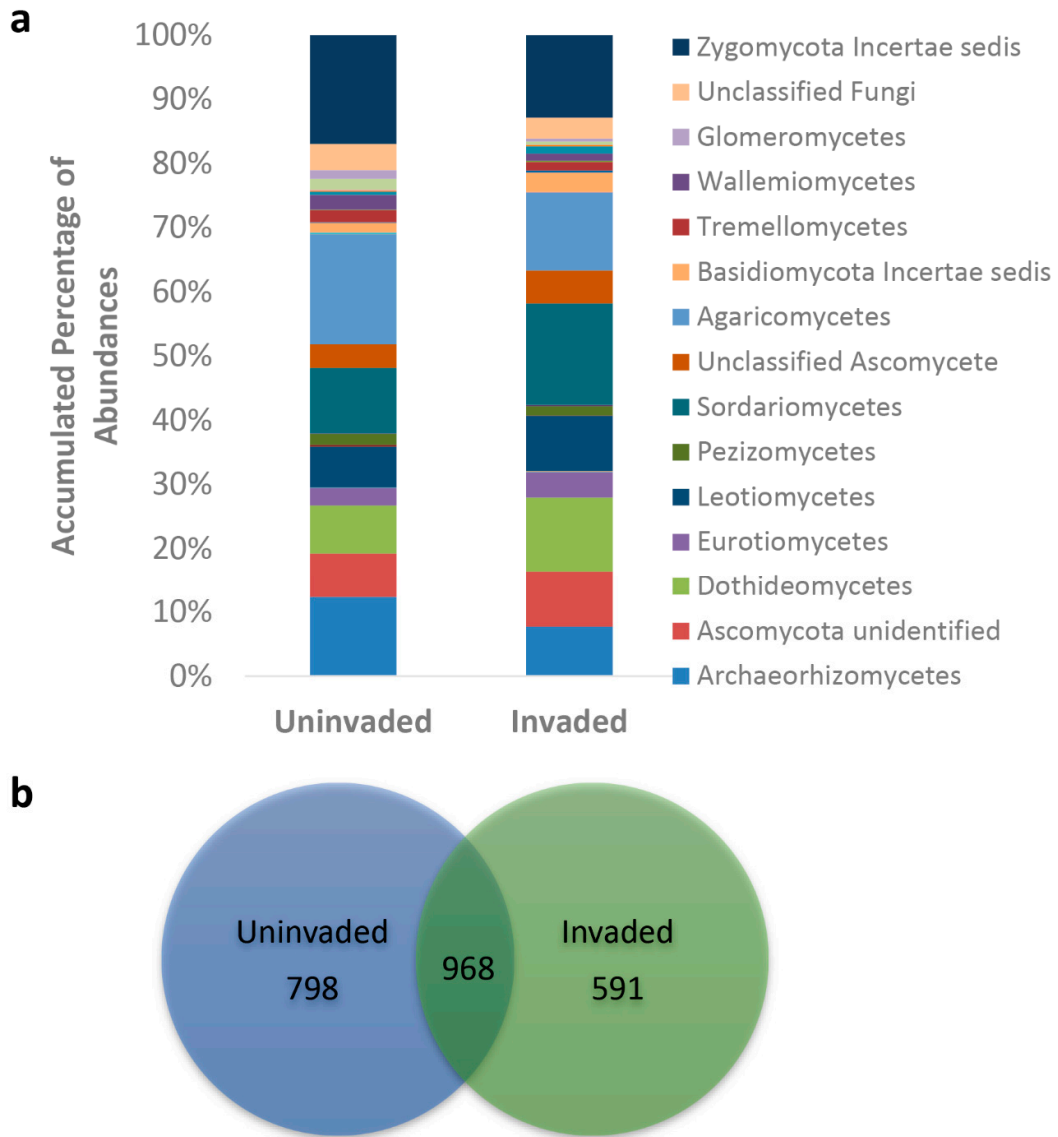 a
Accumulated Percentage of
Abundances
100%
90%
80%
70%
60%
50%
40%
30%
20%
10%
0%
Uninvaded
Invaded
Zygomycota Incertae sedis
Unclassified Fungi
Glomeromycetes
Wallemiomycetes
Tremellomycetes
Basidiomycota Incertae sedis
Agaricomycetes
Unclassified Ascomycete
Sordariomycetes
Pezizomycetes
Leotiomycetes
Eurotiomycetes
Dothideomycetes
Ascomycota unidentified
Archaeorhizomycetes
b
Uninvaded
798
968
Invaded
591